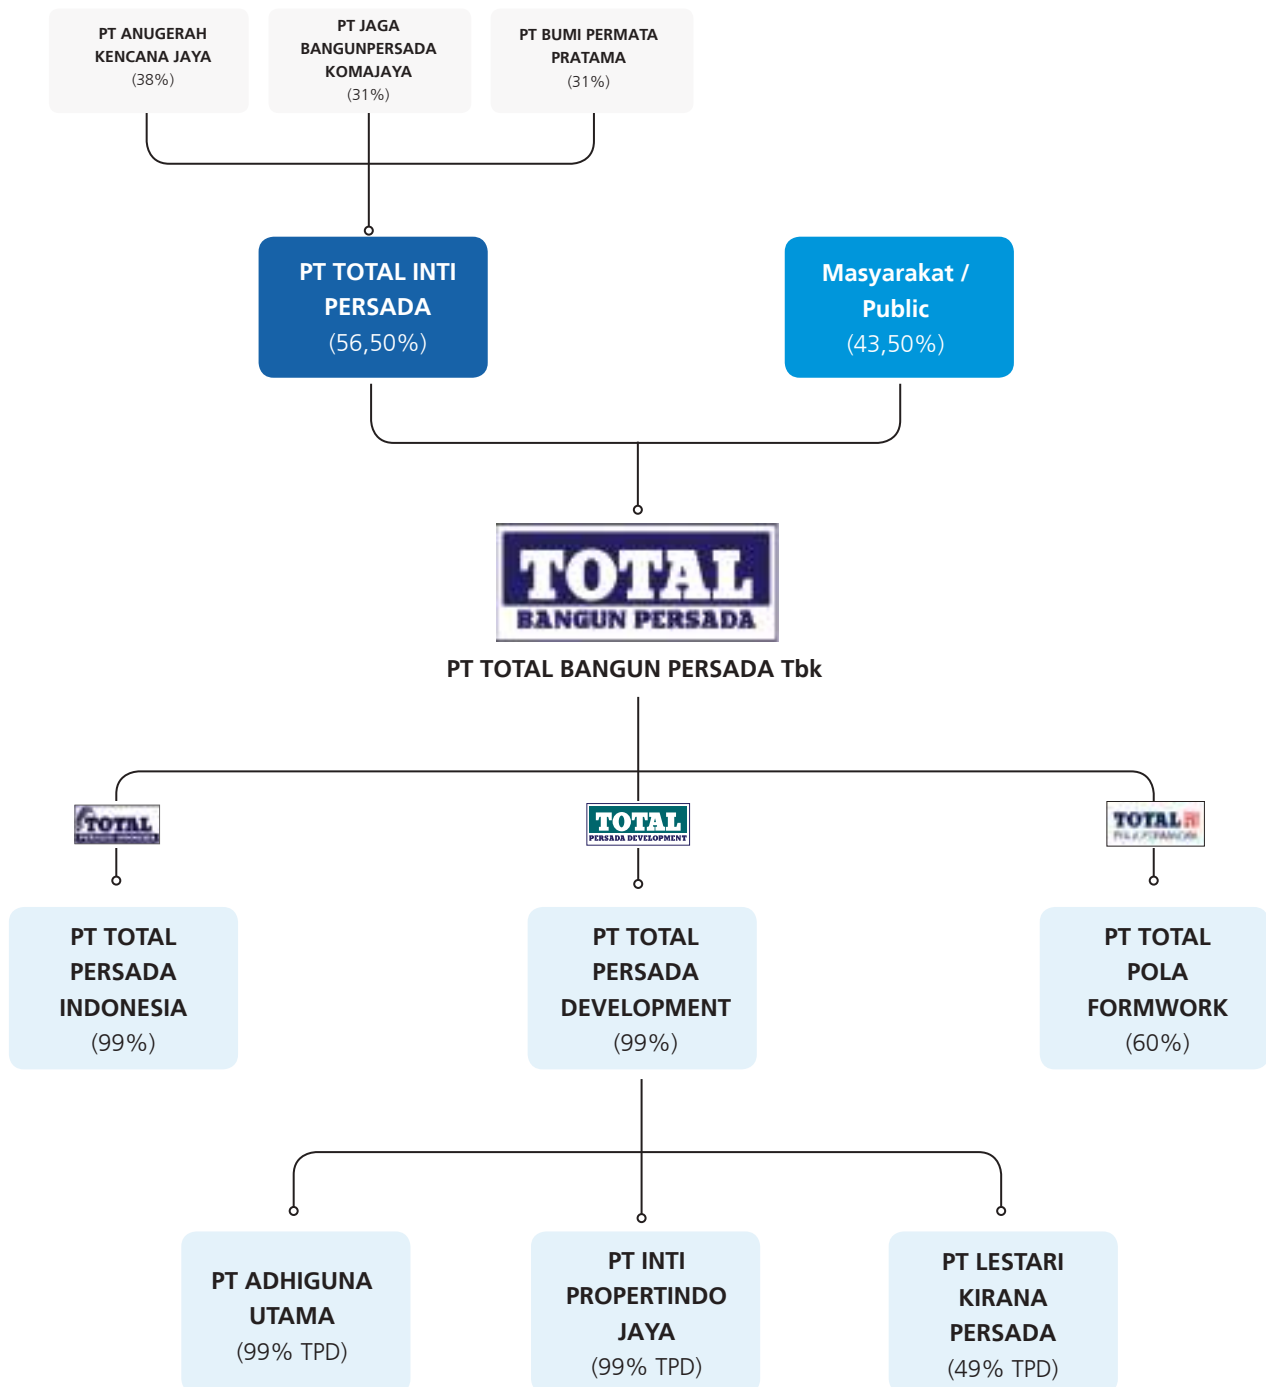 PT ANUGERAH
KENCANA JAYA
(38%)
PT JAGA
BANGUNPERSADA
KOMAJAYA
(31%)
PT BUMI PERMATA
PRATAMA
(31%)
PT TOTAL INTI
PERSADA
(56,50%)
Masyarakat /
Public
(43,50%)
TOTAL
BANGUN PERSADA
PT TOTAL BANGUN PERSADA Tbk
TOTAL
PERSADA INDONESIA
TOTAL
PERSADA DEVELOPMENT
TOTAL
PT TOTAL
PERSADA
INDONESIA
(99%)
PT TOTAL
PERSADA
DEVELOPMENT
(99%)
PT TOTAL
POLA
FORMWORK
(60%)
PT ADHIGUNA
UTAMA
(99% TPD)
PT INTI
PROPERTINDO
JAYA
(99% TPD)
PT LESTARI
KIRANA
PERSADA
(49% TPD)